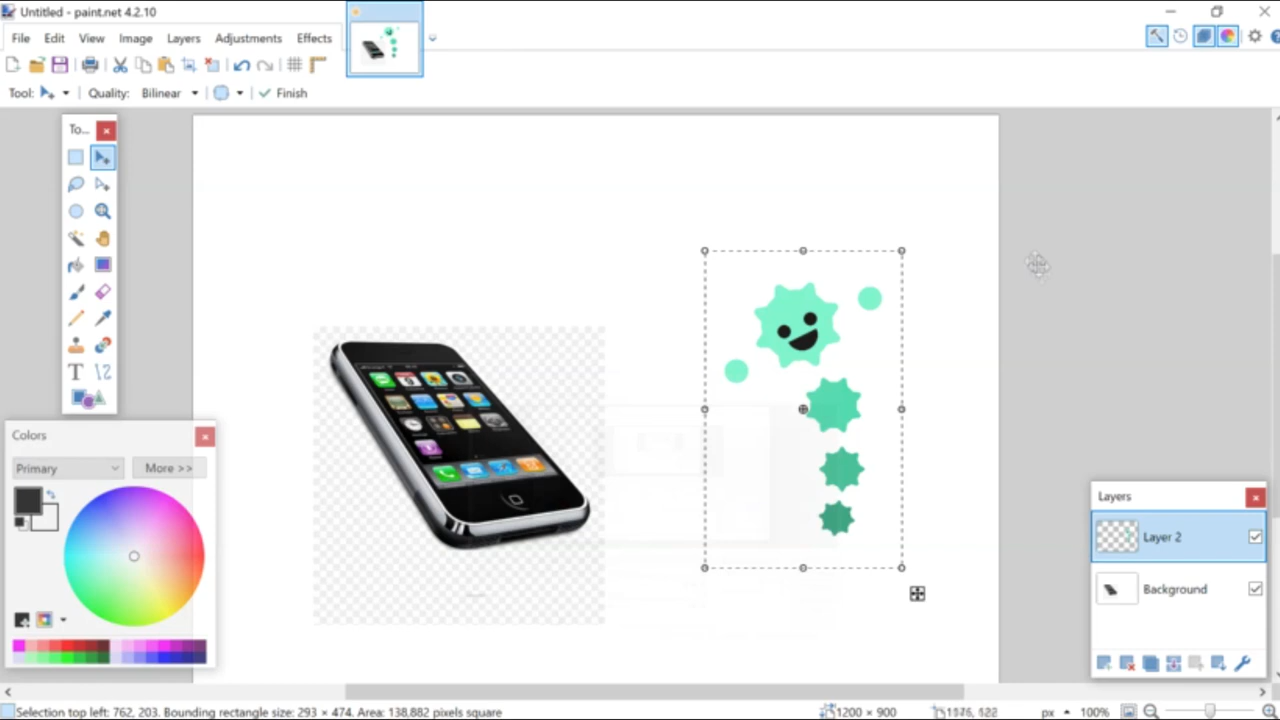 Untitled - paint.net 4.2.10
File Edit View Image Layers Adjustments Effects
Tool: Quality: Bilinear Finish
To...
Colors
Primary More >>
Layers
Layer 2
Background
Selection top left: 762, 203. Bounding rectangle size: 293 × 474. Area: 138,882 pixels square 1200 × 900 px 100%